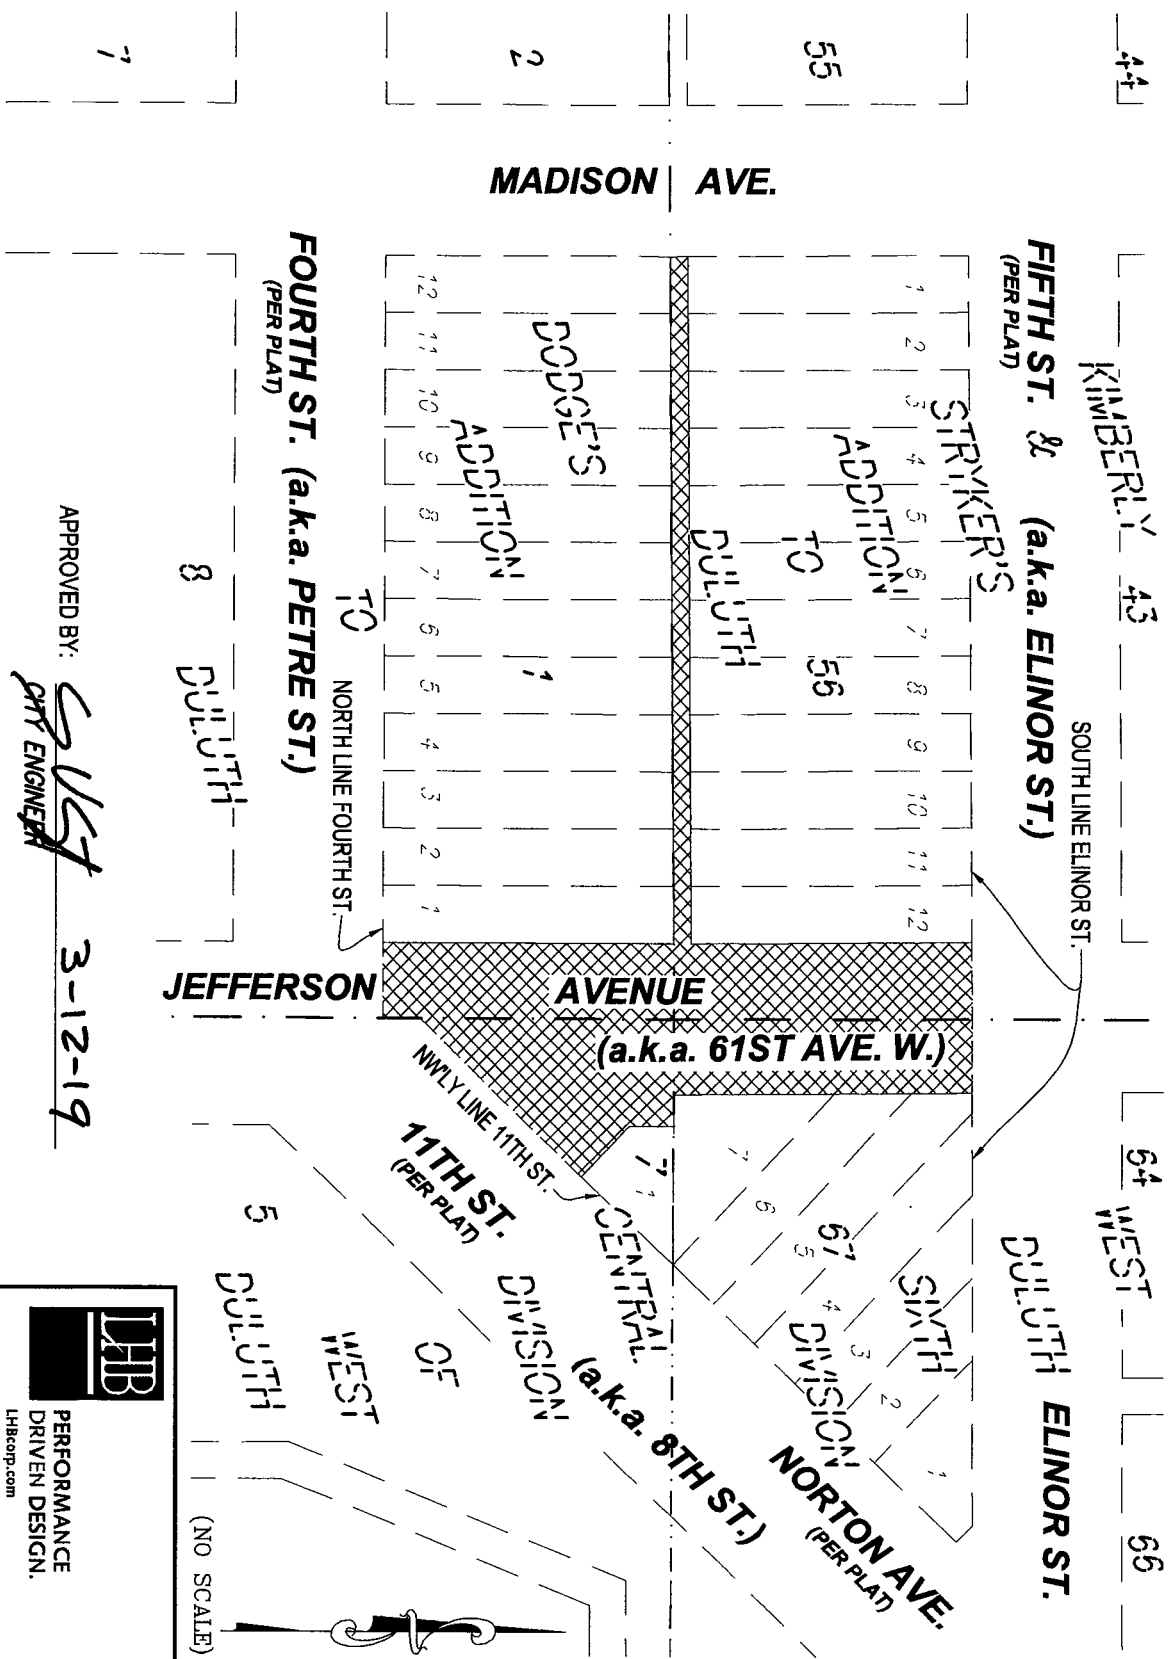 44
55
2
7
MADISON AVE.
KIMBERLY
43
FIFTH ST. & (a.k.a. ELINOR ST.)
(PER PLAT)
SOUTH LINE ELINOR ST.
STRYKER'S
ADDITION
TO
DULUTH
56
1 2 3 4 5 6 7 8 9 10 11 12
DODGE'S
ADDITION
TO
DULUTH
1
12 11 10 9 8 7 6 5 4 3 2 1
8
FOURTH ST. (a.k.a. PETRE ST.)
(PER PLAT)
NORTH LINE FOURTH ST.
JEFFERSON AVENUE
(a.k.a. 61ST AVE. W.)
NW'LY LINE 11TH ST.
11TH ST.
(PER PLAT)
(a.k.a. 8TH ST.)
64
66
WEST
DULUTH
ELINOR ST.
SIXTH
DIVISION
67
7 6 5 4 3 2 1
7
1
NORTON AVE.
(PER PLAT)
CENTRAL
DIVISION
OF
WEST
DULUTH
5
APPROVED BY:
CITY ENGINEER
3-12-19
N
(NO SCALE)
LHB
PERFORMANCE
DRIVEN DESIGN.
LHBcorp.com